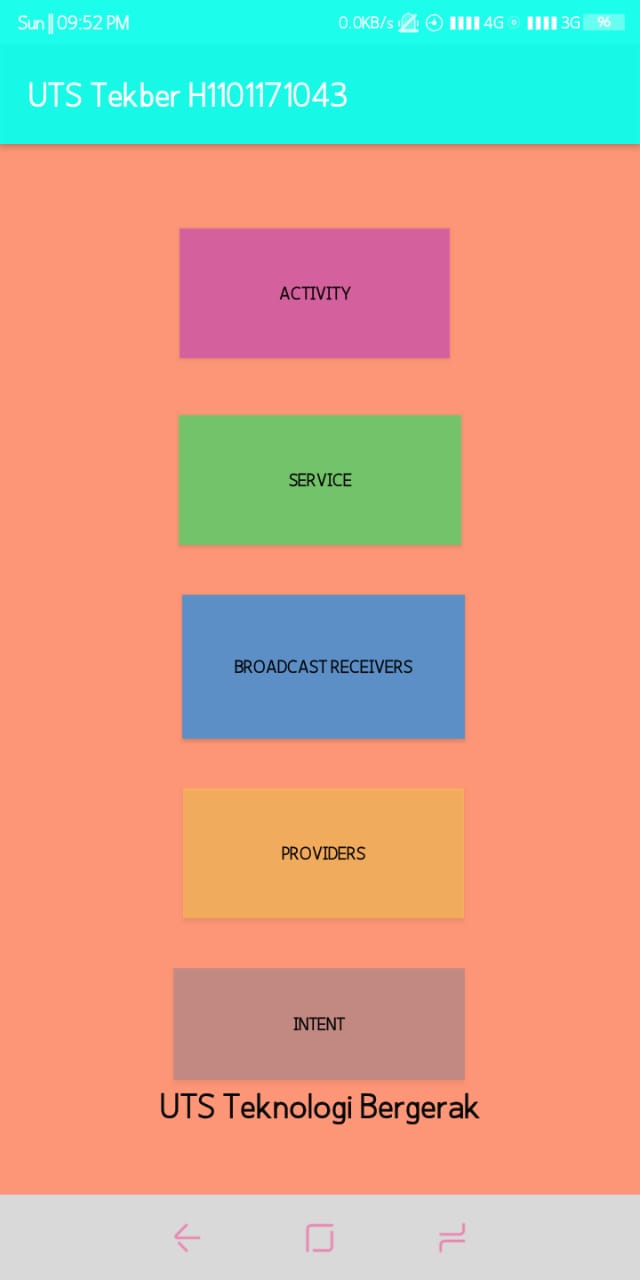 Sun || 09:52 PM 0.0KB/s 4G 3G 96
UTS Tekber H1101171043
ACTIVITY
SERVICE
BROADCAST RECEIVERS
PROVIDERS
INTENT
UTS Teknologi Bergerak